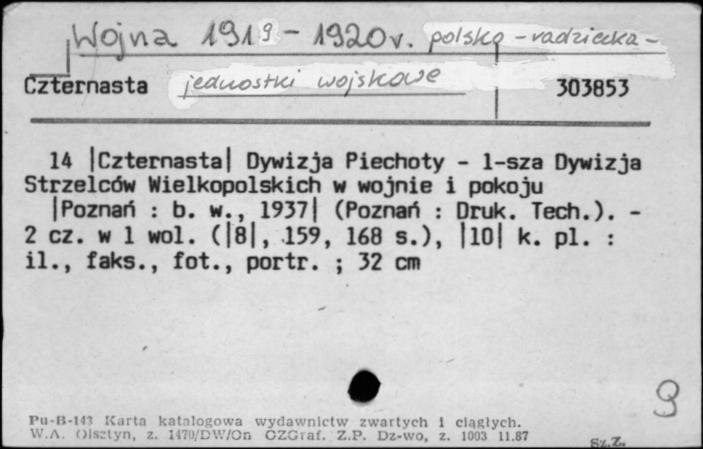 Wojna 1919 - 1920 r. polsko - radziecka -
jednostki wojskowe
Czternasta 303853
14 |Czternasta| Dywizja Piechoty - 1-sza Dywizja
Strzelców Wielkopolskich w wojnie i pokoju
|Poznań : b. w., 1937| (Poznań : Druk. Tech.). -
2 cz. w 1 wol. (|8|, 159, 168 s.), |10| k. pl. :
il., faks., fot., portr. ; 32 cm
9
Pu-B-143 Karta katalogowa wydawnictw zwartych i ciągłych.
W.A. Olsztyn, z. 1470/DW/On OZGraf. Z.P. Dz-wo, z. 1003 11.87
Sz.Z.